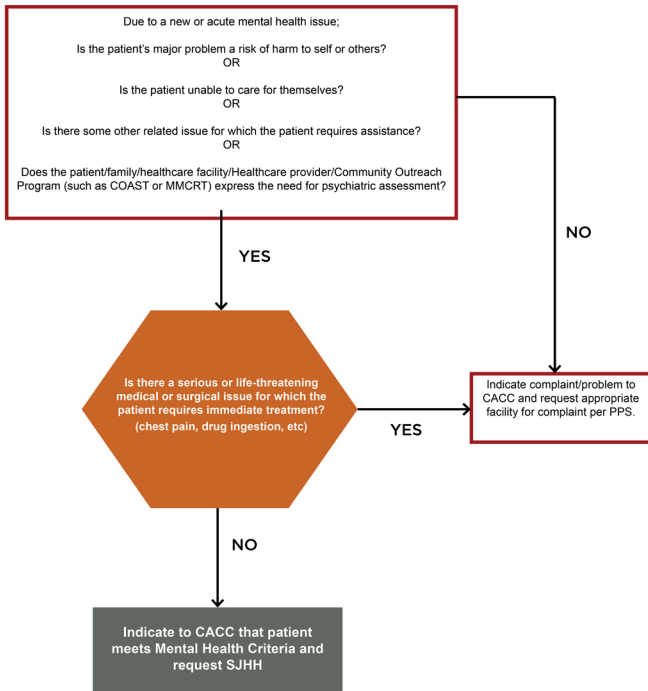 Due to a new or acute mental health issue;
Is the patient's major problem a risk of harm to self or others?
OR
Is the patient unable to care for themselves?
OR
Is there some other related issue for which the patient requires assistance?
OR
Does the patient/family/healthcare facility/Healthcare provider/Community Outreach
Program (such as COAST or MMCRT) express the need for psychiatric assessment?
NO
YES
Is there a serious or life-threatening
medical or surgical issue for which the
patient requires immediate treatment?
(chest pain, drug ingestion, etc)
Indicate complaint/problem to
CACC and request appropriate
facility for complaint per PPS.
YES
NO
Indicate to CACC that patient
meets Mental Health Criteria and
request SJHH